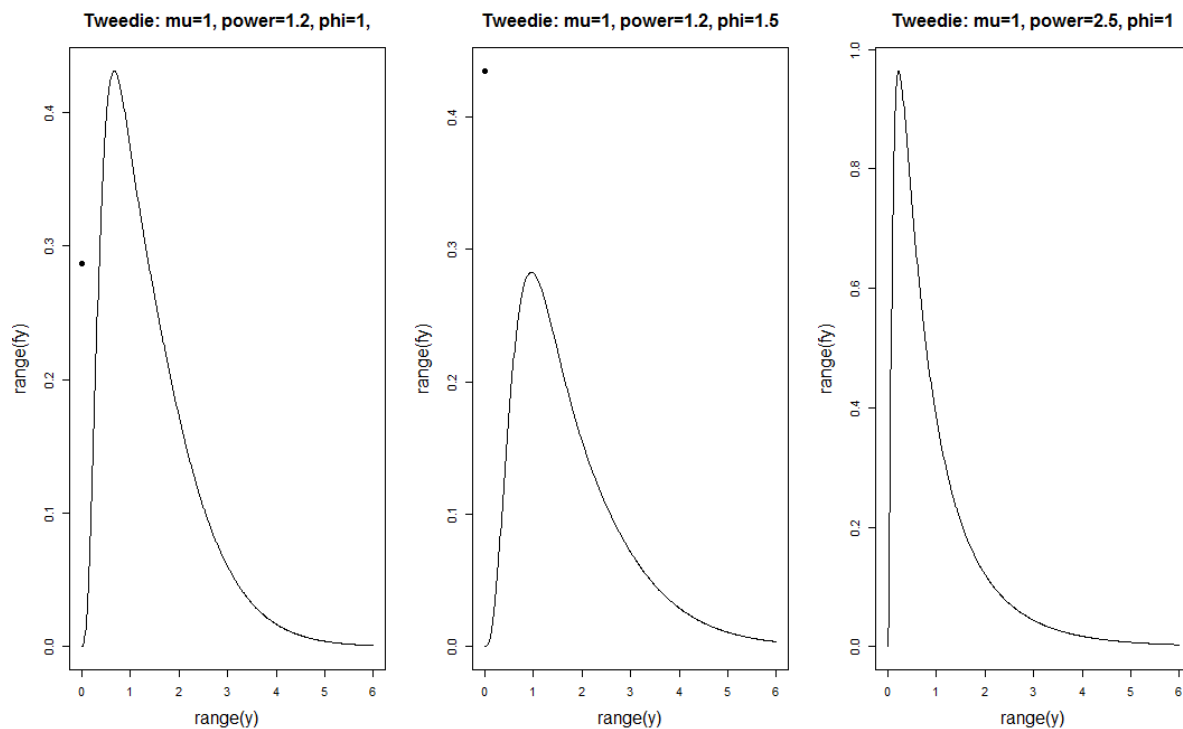 Tweedie: mu=1, power=1.2, phi=1,
range(fy)
0.4
0.3
0.2
0.1
0.0
0 1 2 3 4 5 6
range(y)
Tweedie: mu=1, power=1.2, phi=1.5
range(fy)
0.4
0.3
0.2
0.1
0.0
0 1 2 3 4 5 6
range(y)
Tweedie: mu=1, power=2.5, phi=1
range(fy)
1.0
0.8
0.6
0.4
0.2
0.0
0 1 2 3 4 5 6
range(y)